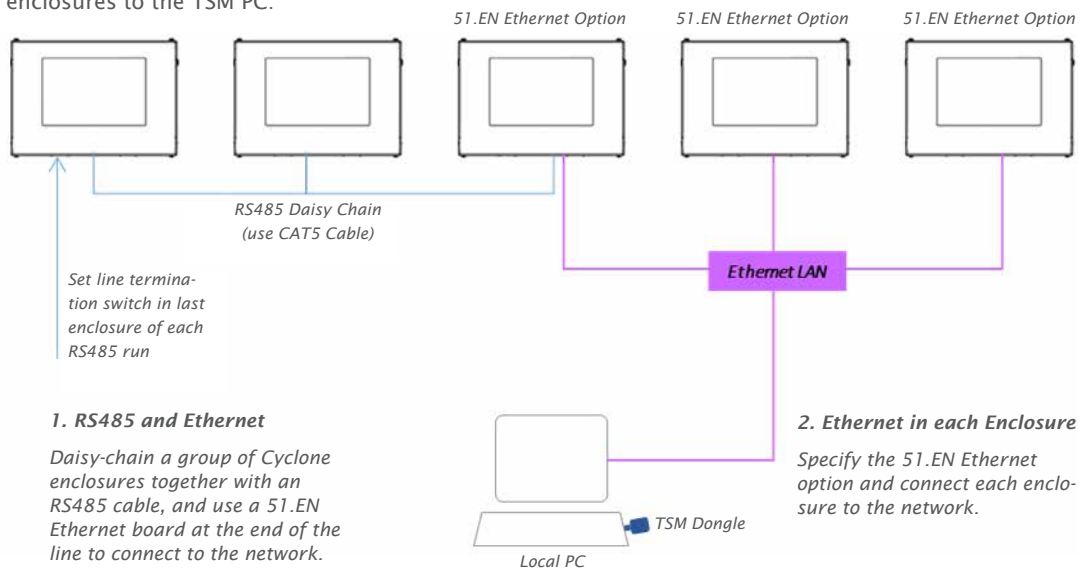 enclosures to the TSM PC.
51.EN Ethernet Option
51.EN Ethernet Option
51.EN Ethernet Option
RS485 Daisy Chain
(use CAT5 Cable)
Ethernet LAN
Set line termina-
tion switch in last
enclosure of each
RS485 run
1. RS485 and Ethernet
Daisy-chain a group of Cyclone
enclosures together with an
RS485 cable, and use a 51.EN
Ethernet board at the end of the
line to connect to the network.
2. Ethernet in each Enclosure
Specify the 51.EN Ethernet
option and connect each enclo-
sure to the network.
TSM Dongle
Local PC